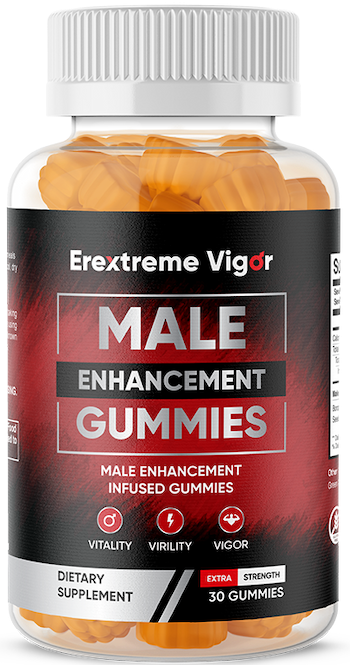 Erextreme Vigor
MALE
ENHANCEMENT
GUMMIES
MALE ENHANCEMENT
INFUSED GUMMIES
VITALITY
VIRILITY
VIGOR
DIETARY
SUPPLEMENT
EXTRA STRENGTH
30 GUMMIES